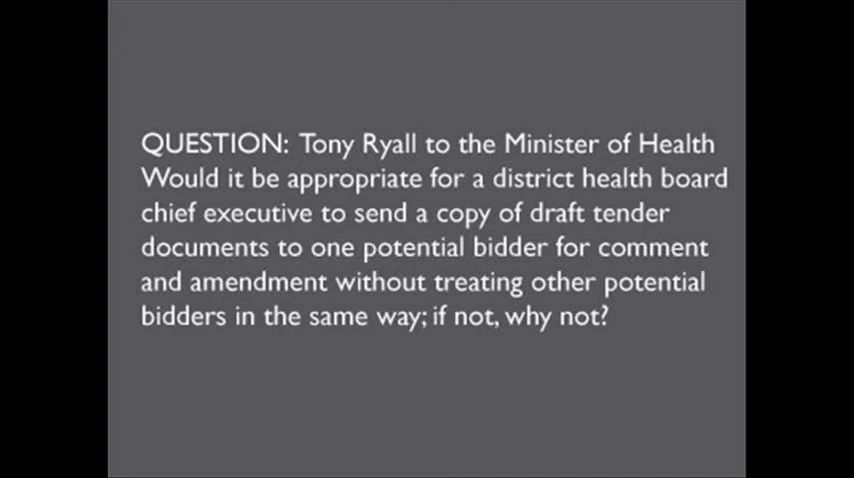 QUESTION: Tony Ryall to the Minister of Health
Would it be appropriate for a district health board
chief executive to send a copy of draft tender
documents to one potential bidder for comment
and amendment without treating other potential
bidders in the same way; if not, why not?